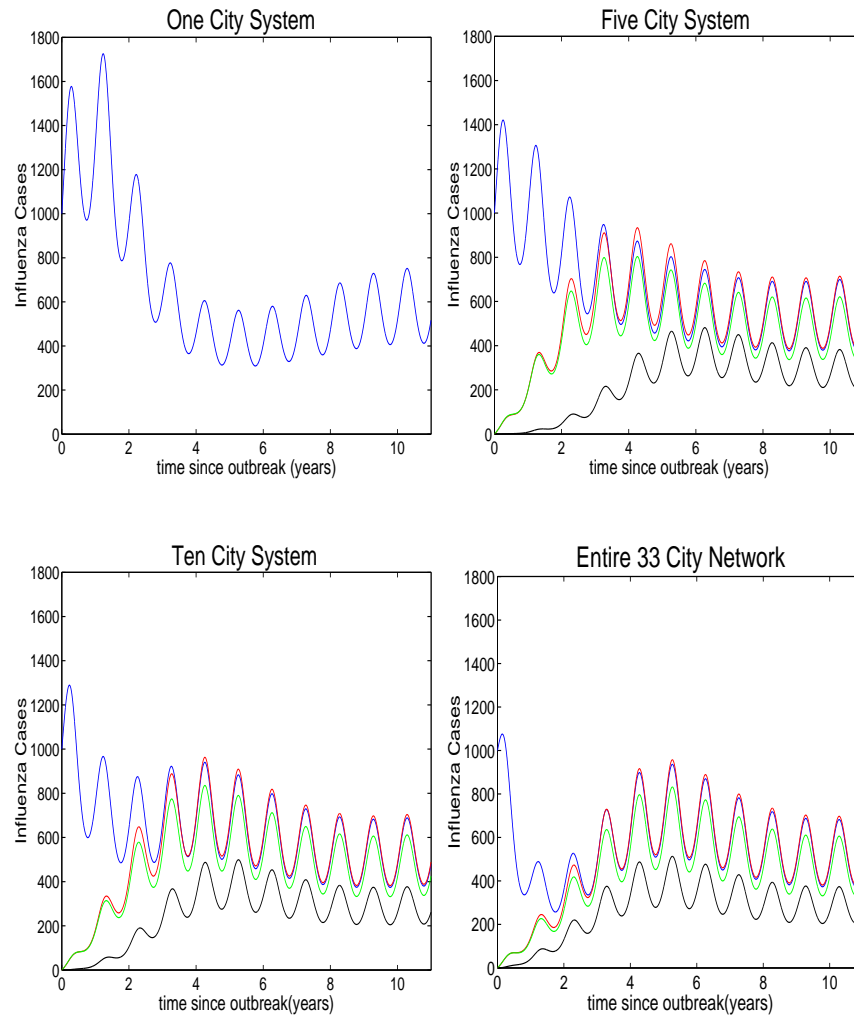 One City System
1800
1600
1400
1200
1000
800
600
400
200
0
Influenza Cases
0 2 4 6 8 10
time since outbreak (years)
Five City System
1800
1600
1400
1200
1000
800
600
400
200
0
Influenza Cases
0 2 4 6 8 10
time since outbreak (years)
Ten City System
1800
1600
1400
1200
1000
800
600
400
200
0
Influenza Cases
0 2 4 6 8 10
time since outbreak(years)
Entire 33 City Network
1800
1600
1400
1200
1000
800
600
400
200
0
Influenza Cases
0 2 4 6 8 10
time since outbreak(years)